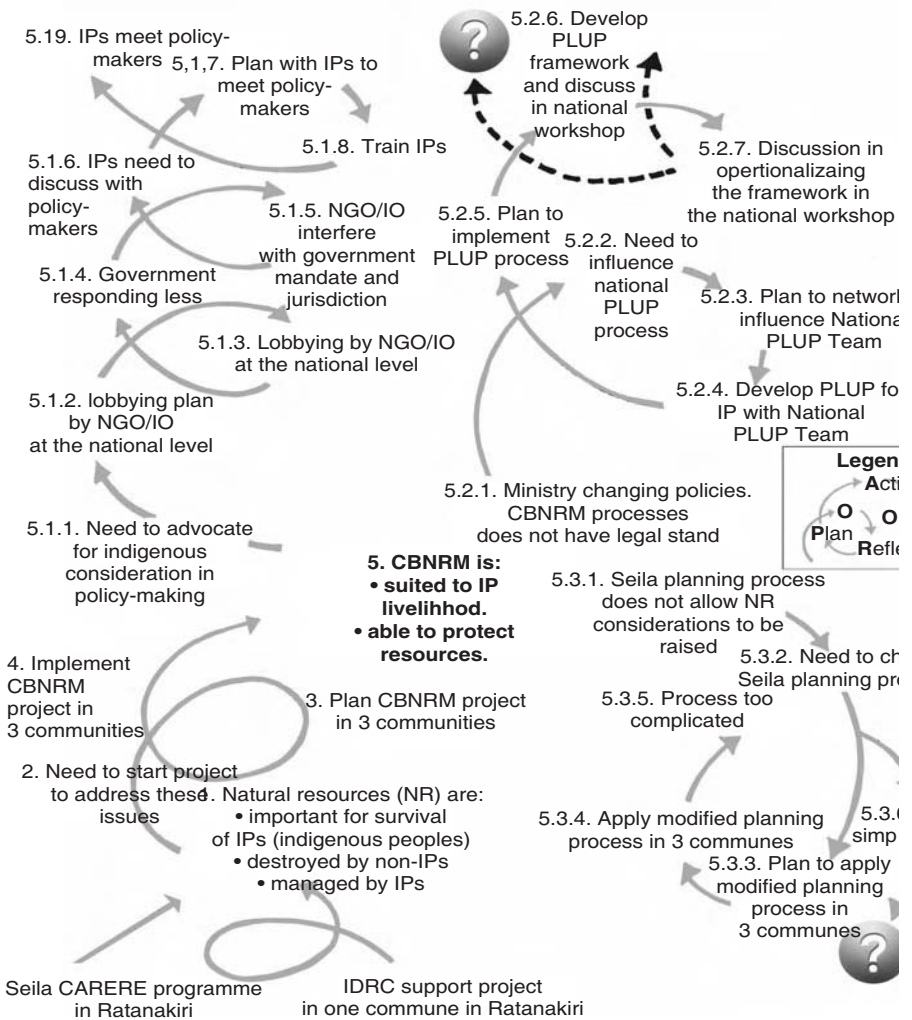 5.19. IPs meet policy-
makers
5,1,7. Plan with IPs to
meet policy-
makers
5.1.8. Train IPs
5.1.6. IPs need to
discuss with
policy-
makers
5.1.5. NGO/IO
interfere
with government
mandate and
jurisdiction
5.1.4. Government
responding less
5.1.3. Lobbying by NGO/IO
at the national level
5.1.2. lobbying plan
by NGO/IO
at the national level
5.1.1. Need to advocate
for indigenous
consideration in
policy-making
?
5.2.6. Develop
PLUP
framework
and discuss
in national
workshop
5.2.7. Discussion in
opertionalizaing
the framework in
the national workshop
5.2.5. Plan to
implement
PLUP process
5.2.2. Need to
influence
national
PLUP
process
5.2.3. Plan to network
influence Nationa
PLUP Team
5.2.4. Develop PLUP fo
IP with National
PLUP Team
5.2.1. Ministry changing policies.
CBNRM processes
does not have legal stand
Legen
Acti
O
O
Plan
Refle
5. CBNRM is:
• suited to IP
livelihhod.
• able to protect
resources.
5.3.1. Seila planning process
does not allow NR
considerations to be
raised
5.3.2. Need to ch
Seila planning pro
5.3.5. Process too
complicated
5.3.4. Apply modified planning
process in 3 communes
5.3.6
simp
5.3.3. Plan to apply
modified planning
process in
3 communes
?
4. Implement
CBNRM
project in
3 communities
3. Plan CBNRM project
in 3 communities
2. Need to start project
to address these
issues
1. Natural resources (NR) are:
• important for survival
of IPs (indigenous peoples)
• destroyed by non-IPs
• managed by IPs
Seila CARERE programme
in Ratanakiri
IDRC support project
in one commune in Ratanakiri